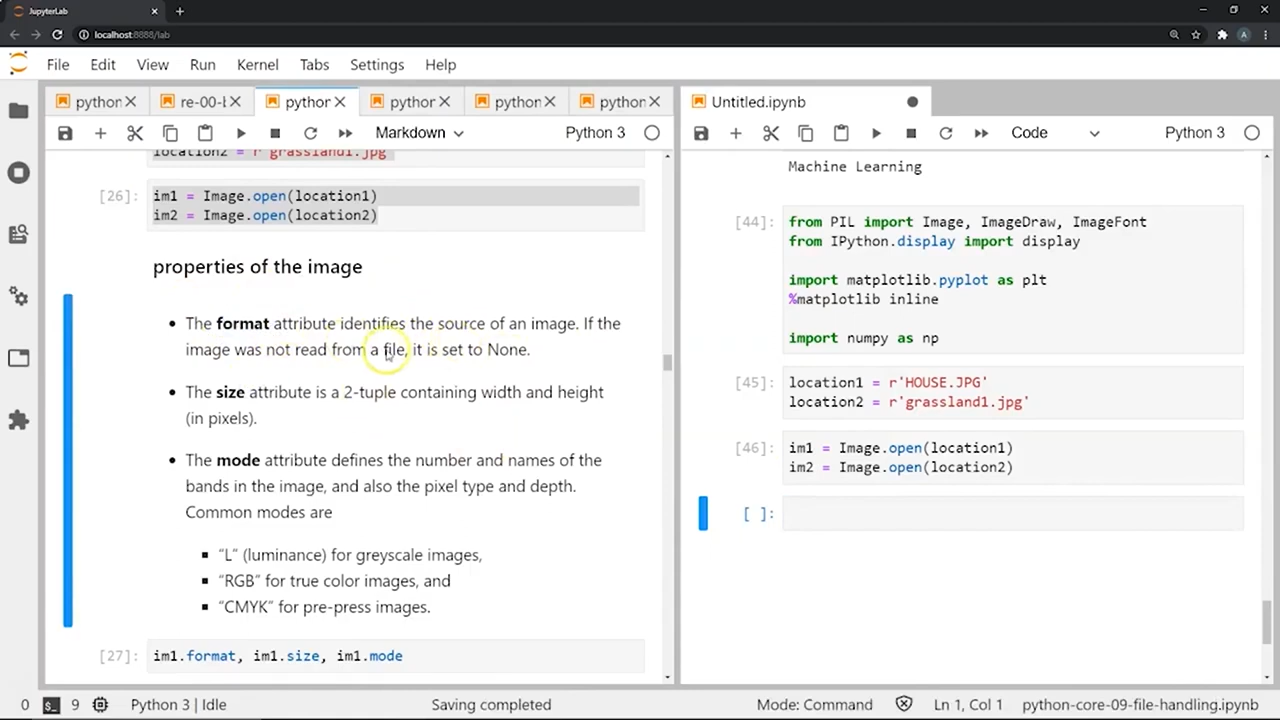 JupyterLab
localhost:8888/lab
File Edit View Run Kernel Tabs Settings Help
python
re-00-l
pythor
pythor
python
python
Untitled.ipynb
Markdown
Python 3
Code
Python 3
location2 = r'grassland1.jpg'
[26]:
im1 = Image.open(location1)
im2 = Image.open(location2)
properties of the image
• The format attribute identifies the source of an image. If the
image was not read from a file, it is set to None.
• The size attribute is a 2-tuple containing width and height
(in pixels).
• The mode attribute defines the number and names of the
bands in the image, and also the pixel type and depth.
Common modes are
▪ “L” (luminance) for greyscale images,
▪ “RGB” for true color images, and
▪ “CMYK” for pre-press images.
[27]:
im1.format, im1.size, im1.mode
Machine Learning
[44]:
from PIL import Image, ImageDraw, ImageFont
from IPython.display import display
import matplotlib.pyplot as plt
%matplotlib inline
import numpy as np
[45]:
location1 = r'HOUSE.JPG'
location2 = r'grassland1.jpg'
[46]:
im1 = Image.open(location1)
im2 = Image.open(location2)
[ ]:
0
9
Python 3 | Idle
Saving completed
Mode: Command
Ln 1, Col 1
python-core-09-file-handling.ipynb